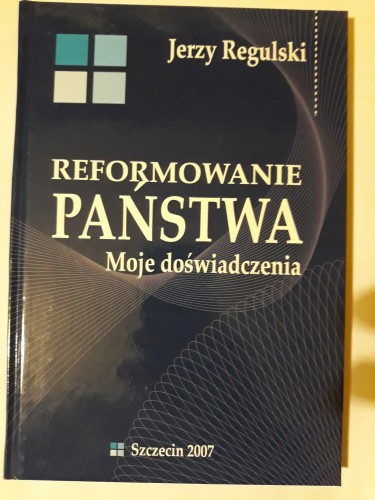 Jerzy Regulski
REFORMOWANIE
PAŃSTWA
Moje doświadczenia
Szczecin 2007